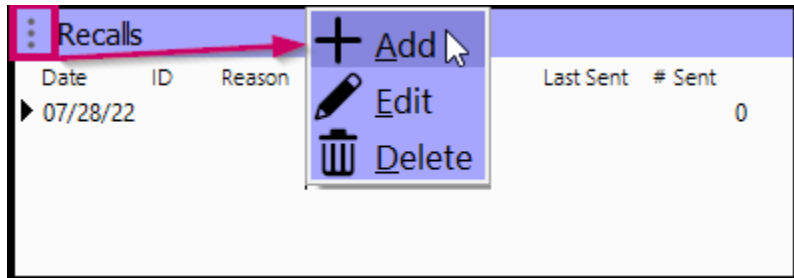 Recalls
Add
Date ID Reason Last Sent # Sent
07/28/22 0
Edit
Delete